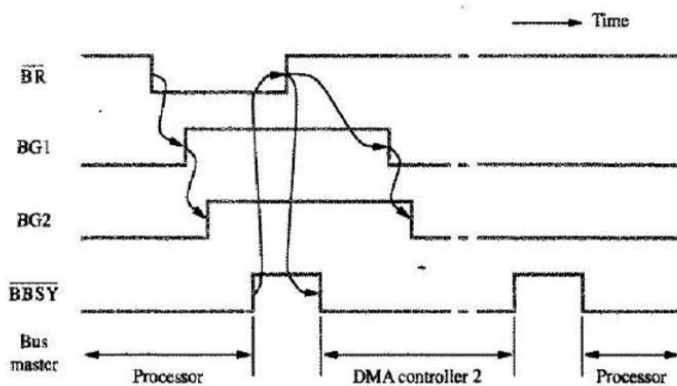 Time
BR
BG1
BG2
BBSY
Bus
master
Processor
DMA controller 2
Processor